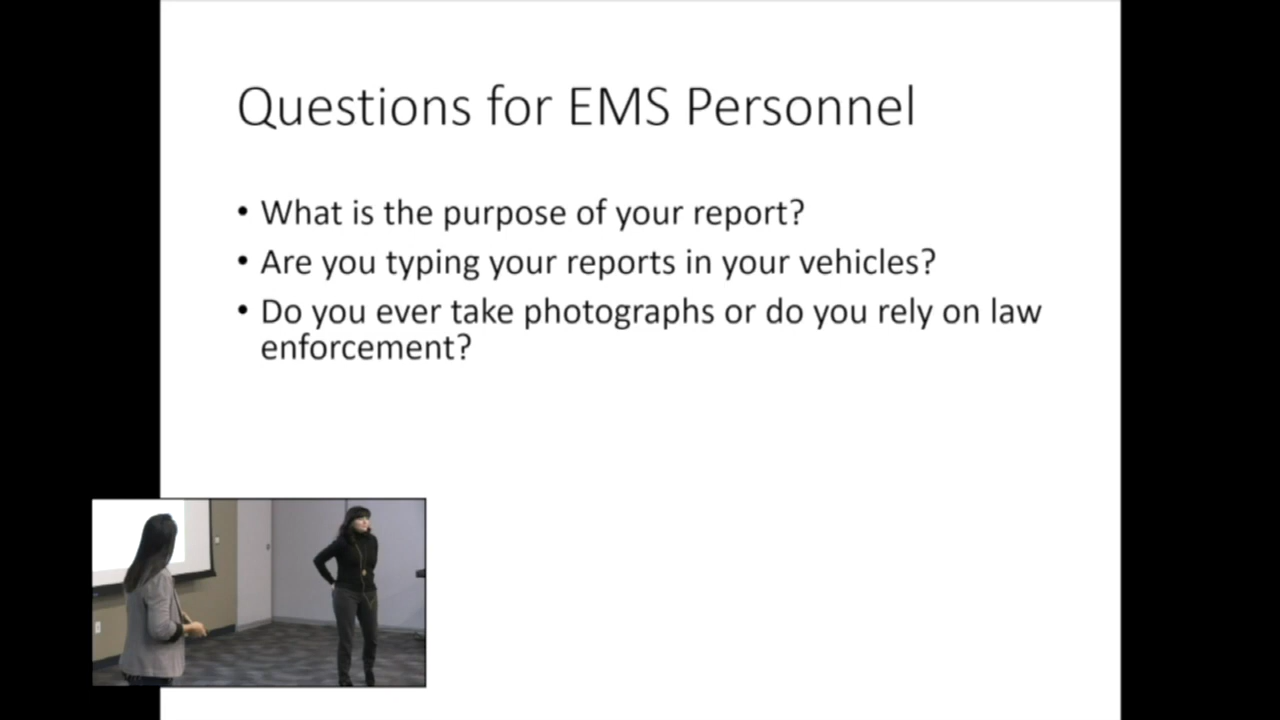 Questions for EMS Personnel
• What is the purpose of your report?
• Are you typing your reports in your vehicles?
• Do you ever take photographs or do you rely on law
enforcement?